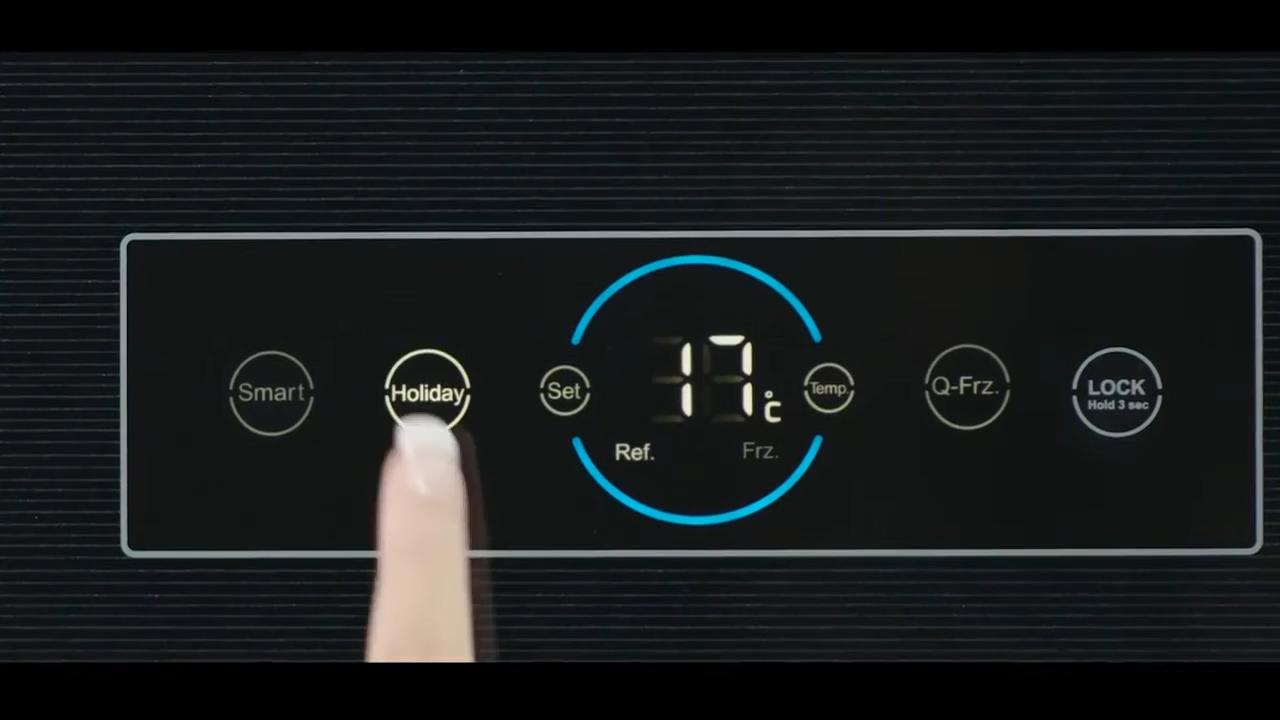 Smart
Holiday
Set
17°C
Temp.
Q-Frz.
LOCK
Hold 3 sec
Ref.
Frz.